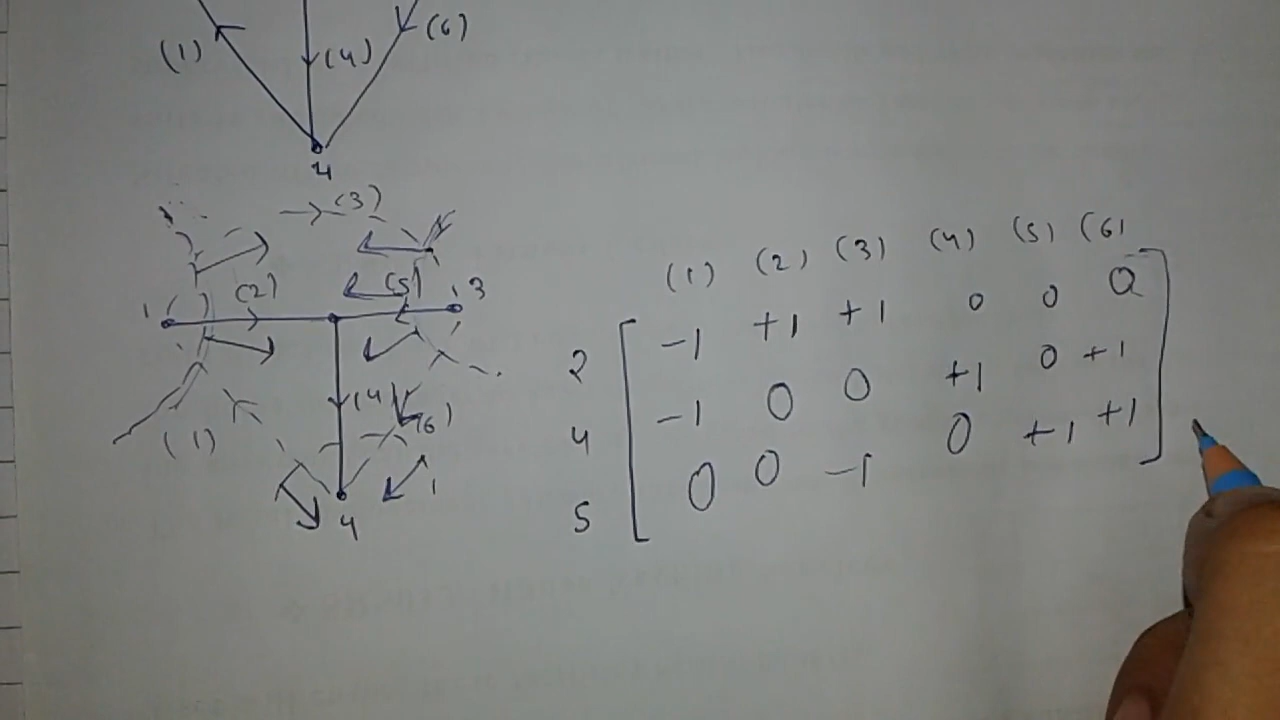 (1) (4) (6)
4
(3)
1 (2) (5) 3
(4) (6)
(1)
4 1
(1) (2) (3) (4) (5) (6)
2 -1 +1 +1 0 0 0
4 -1 0 0 +1 0 +1
5 0 0 -1 0 +1 +1